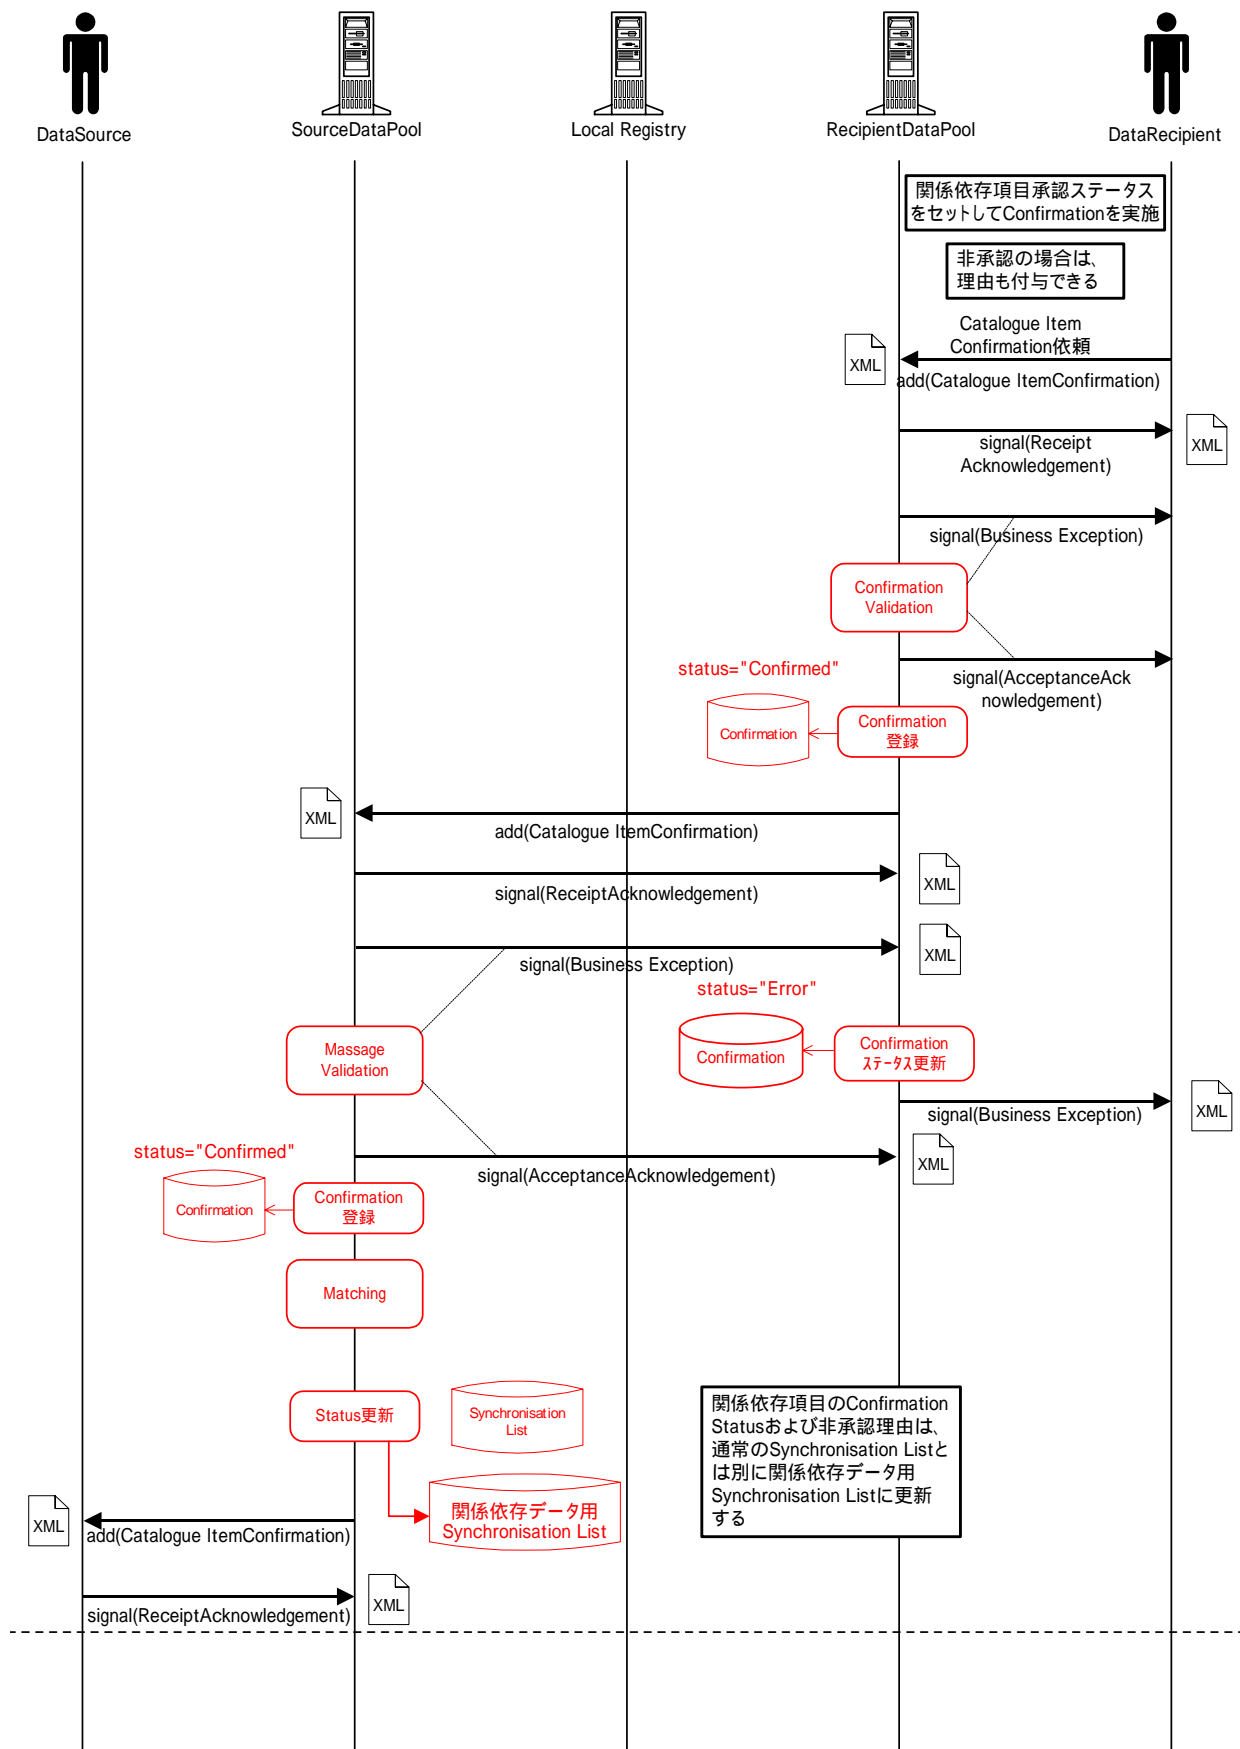 DataSource
SourceDataPool
Local Registry
RecipientDataPool
DataRecipient
関係依存項目承認ステータス
をセットしてConfirmationを実施
非承認の場合は、
理由も付与できる
Catalogue Item
Confirmation依頼
XML
add(Catalogue ItemConfirmation)
signal(Receipt
Acknowledgement)
XML
signal(Business Exception)
Confirmation
Validation
status="Confirmed"
signal(AcceptanceAck
nowledgement)
Confirmation
Confirmation
登録
XML
add(Catalogue ItemConfirmation)
signal(ReceiptAcknowledgement)
XML
signal(Business Exception)
XML
status="Error"
Massage
Validation
Confirmation
Confirmation
ｽﾃｰﾀｽ更新
signal(Business Exception)
XML
status="Confirmed"
signal(AcceptanceAcknowledgement)
XML
Confirmation
Confirmation
登録
Matching
Status更新
Synchronisation
List
関係依存項目のConfirmation
Statusおよび非承認理由は、
通常のSynchronisation Listと
は別に関係依存データ用
Synchronisation Listに更新
する
関係依存データ用
Synchronisation List
XML
add(Catalogue ItemConfirmation)
signal(ReceiptAcknowledgement)
XML